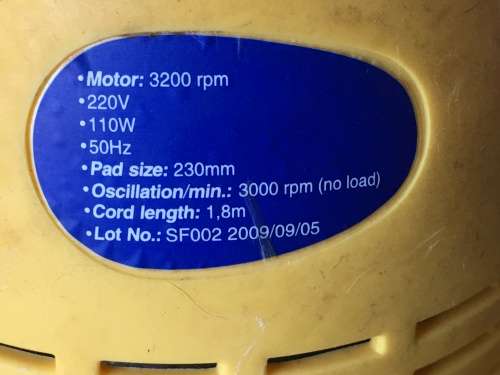 •Motor: 3200 rpm
•220V
•110W
•50Hz
•Pad size: 230mm
•Oscillation/min.: 3000 rpm (no load)
•Cord length: 1,8m
•Lot No.: SF002 2009/09/05